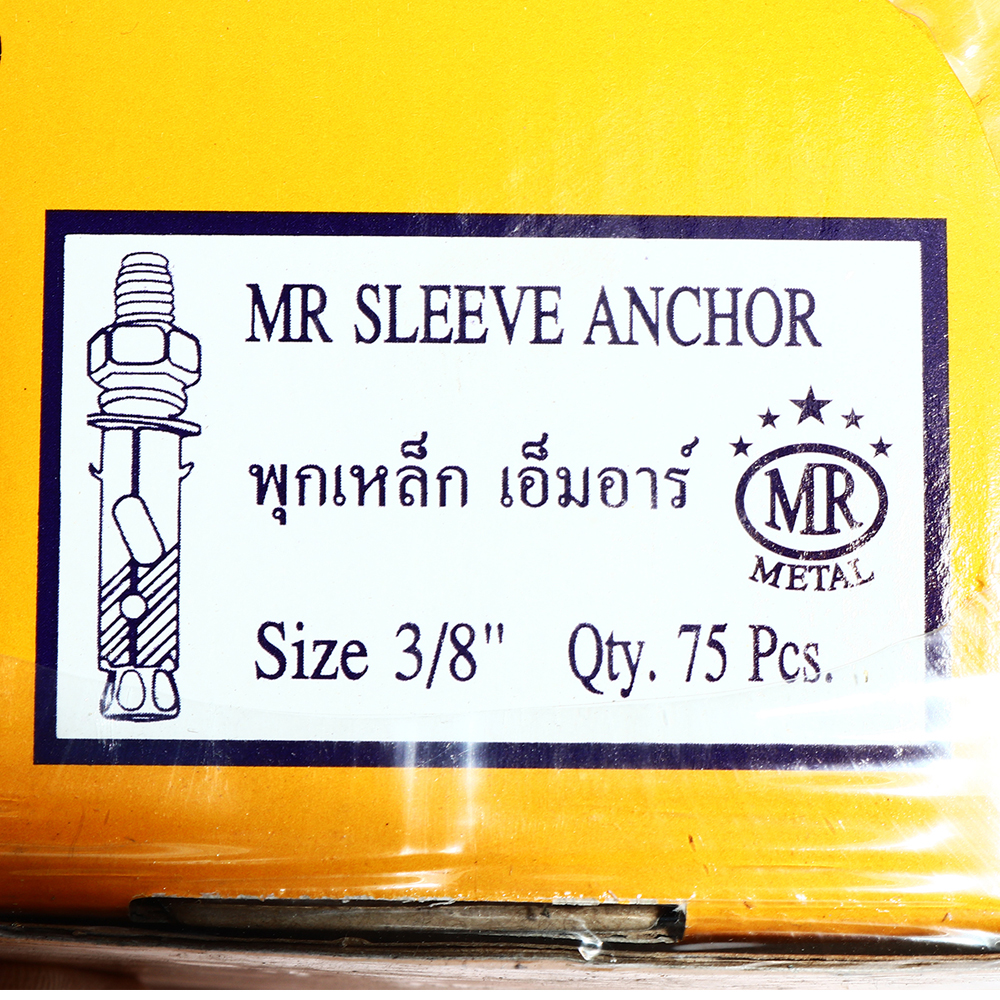 MR SLEEVE ANCHOR
พุกเหล็ก เอ็มอาร์
MR
METAL
Size 3/8" Qty. 75 Pcs.